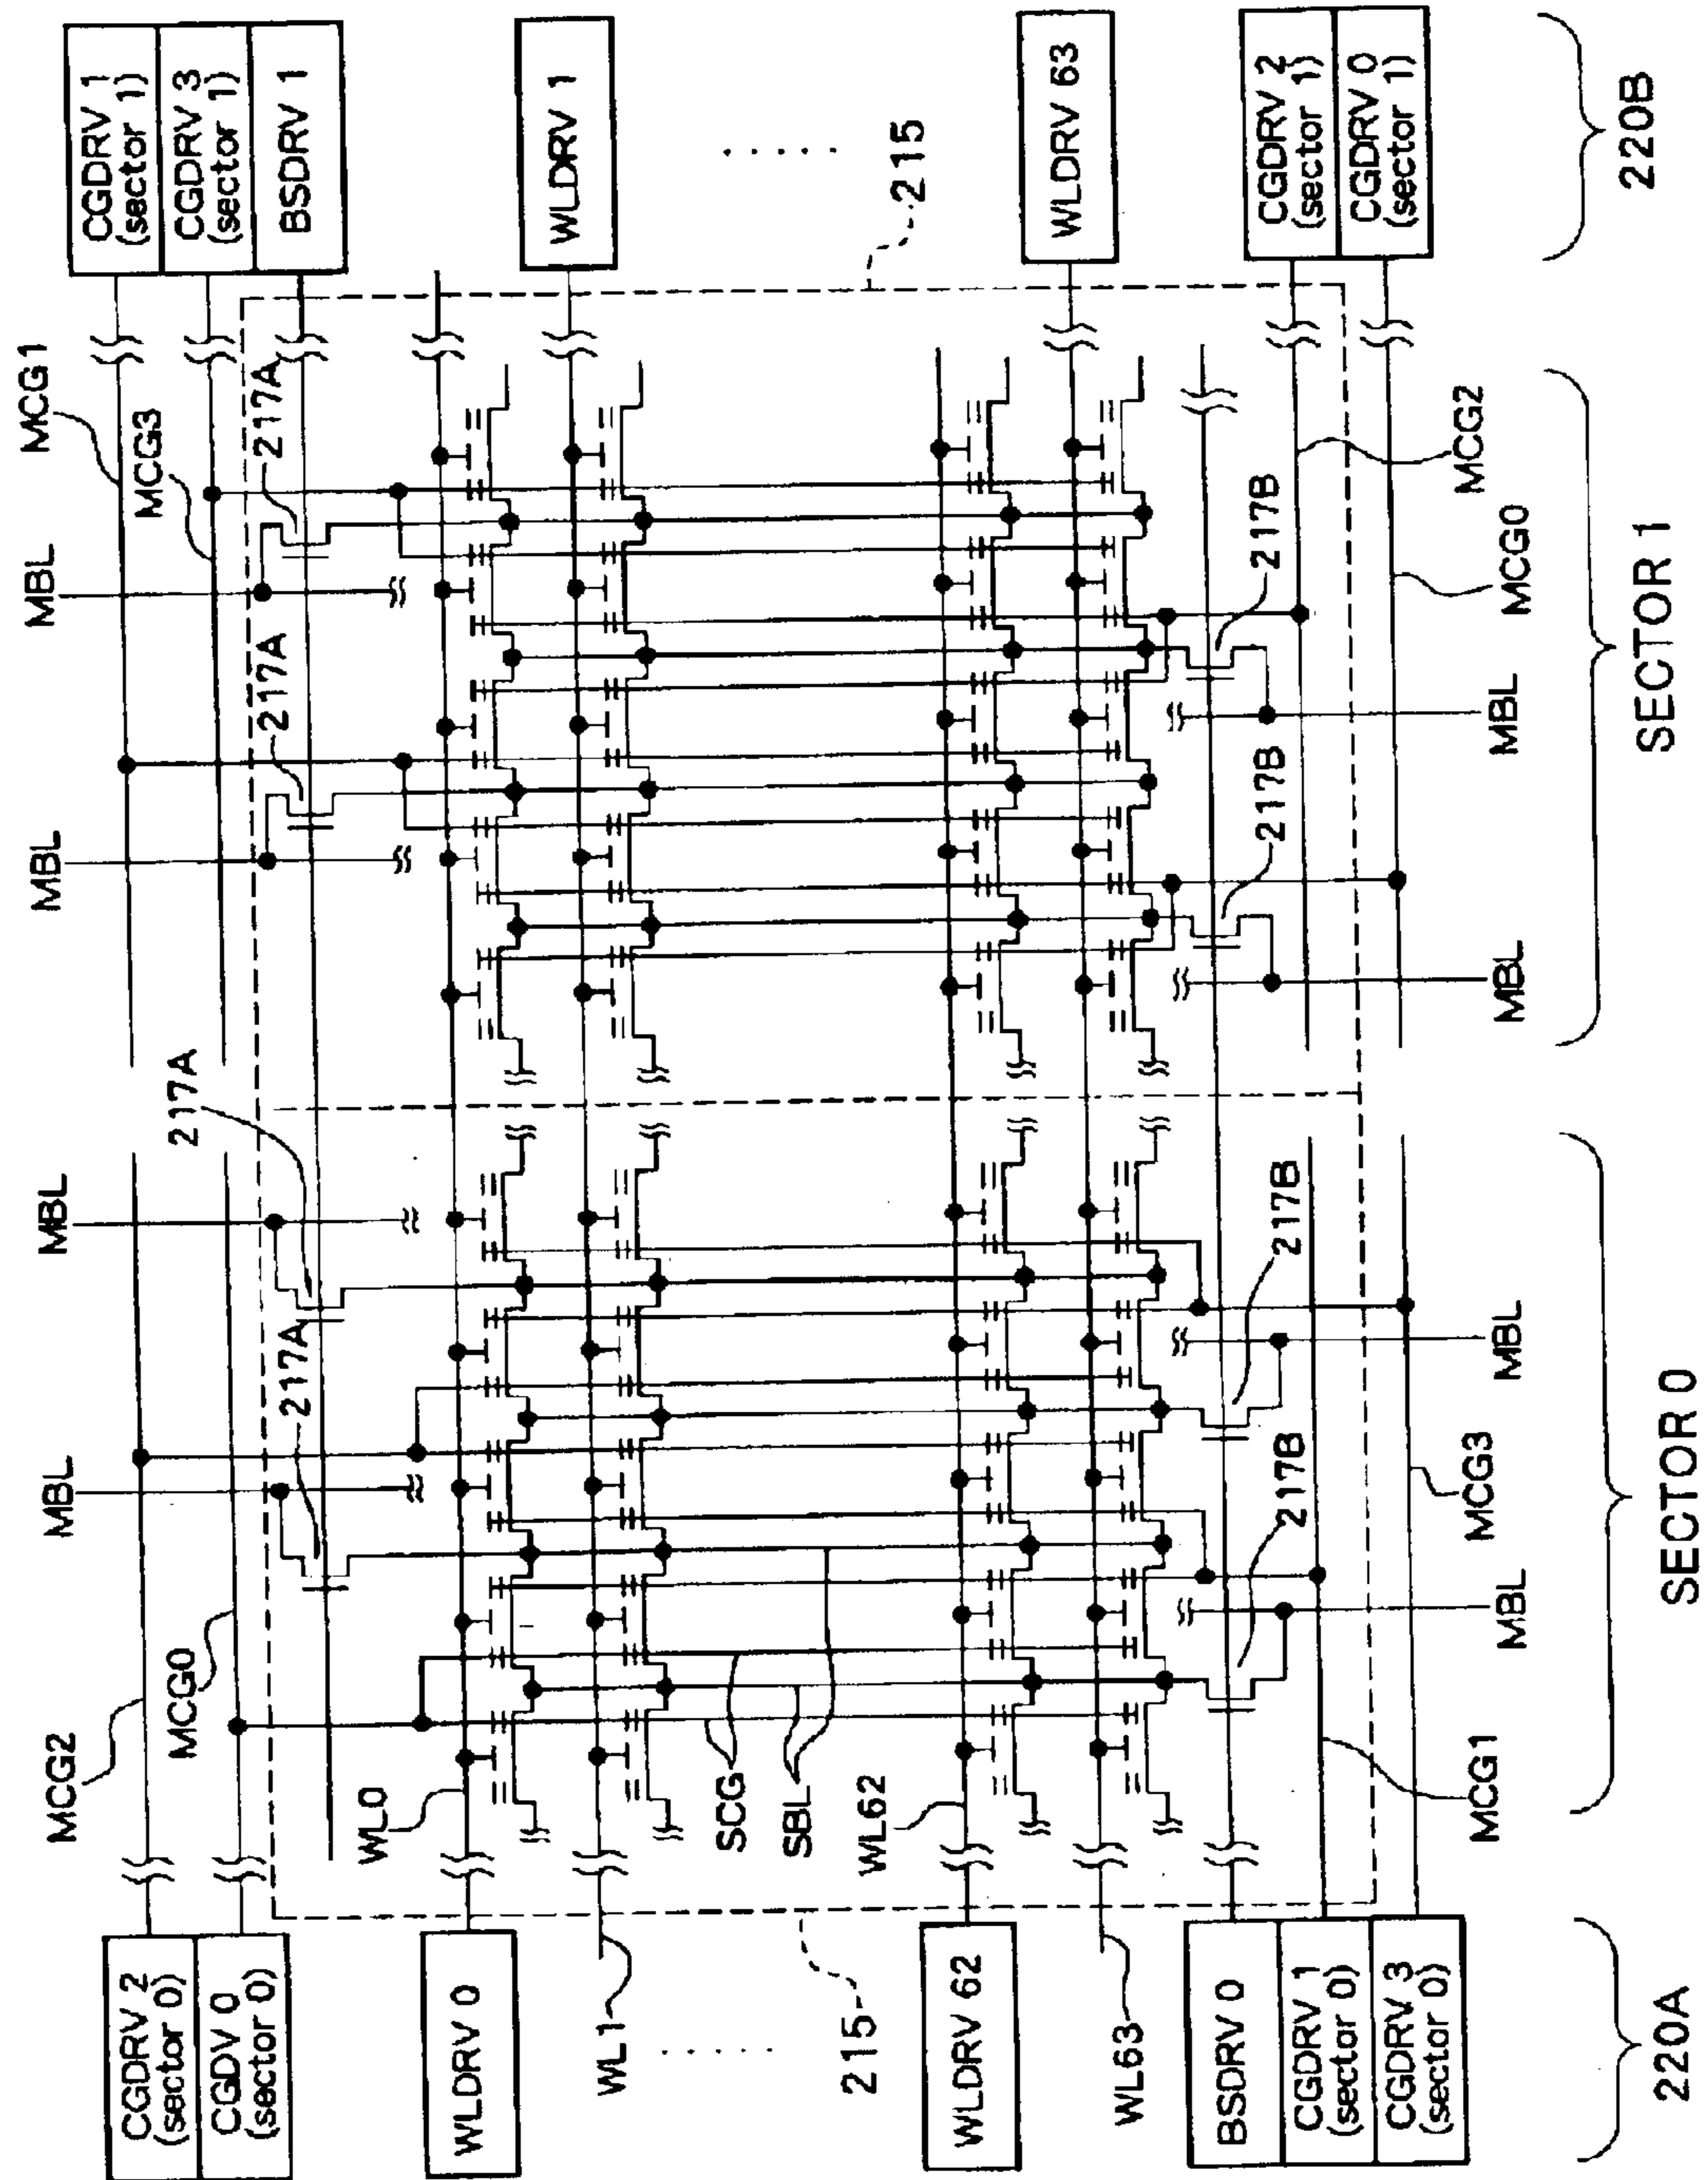 CGDRV 2
(sector 0)
CGDV 0
(sector 0)
WLDRV 0
WL1
215
WLDRV 62
WL63
BSDRV 0
CGDRV 1
(sector 0)
CGDRV 3
(sector 0)
220A
MCG2
MCG0
WL0
SCG
SBL
WL62
MCG1
MCG3
MBL
MBL
217A
217A
217B
217B
MBL
MBL
SECTOR 0
MBL
MBL
217A
217A
MCG3
MCG1
217B
217B
MBL
MBL
MCG0
MCG2
SECTOR 1
CGDRV 1
(sector 1)
CGDRV 3
(sector 1)
BSDRV 1
WLDRV 1
215
WLDRV 63
CGDRV 2
(sector 1)
CGDRV 0
(sector 1)
220B